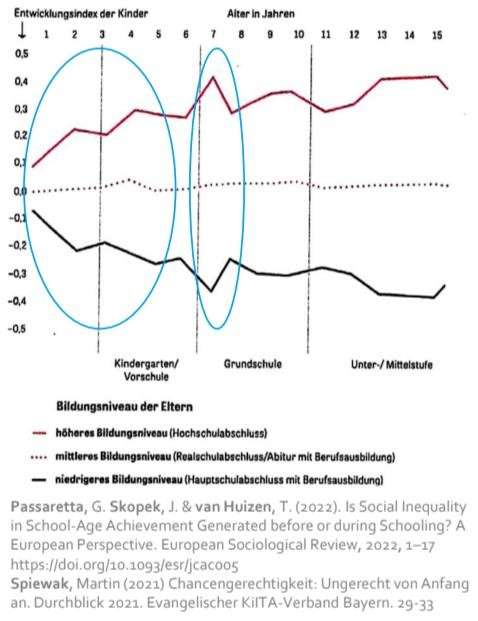 Entwicklungsindex der Kinder Alter in Jahren
1 2 3 4 5 6 7 8 9 10 11 12 13 14 15
0,5
0,4
0,3
0,2
0,1
0,0
-0,1
-0,2
-0,3
-0,4
-0,5
Kindergarten/ Grundschule Unter-/Mittelstufe
Vorschule
Bildungsniveau der Eltern
höheres Bildungsniveau (Hochschulabschluss)
mittleres Bildungsniveau (Realschulabschluss/Abitur mit Berufsausbildung)
niedrigeres Bildungsniveau (Hauptschulabschluss mit Berufsausbildung)
Passaretta, G. Skopek, J. & van Huizen, T. (2022). Is Social Inequality
in School-Age Achievement Generated before or during Schooling? A
European Perspective. European Sociological Review, 2022, 1–17
https://doi.org/10.1093/esr/jcac005
Spiewak, Martin (2021) Chancengerechtigkeit: Ungerecht von Anfang
an. Durchblick 2021. Evangelischer KiITA-Verband Bayern. 29-33